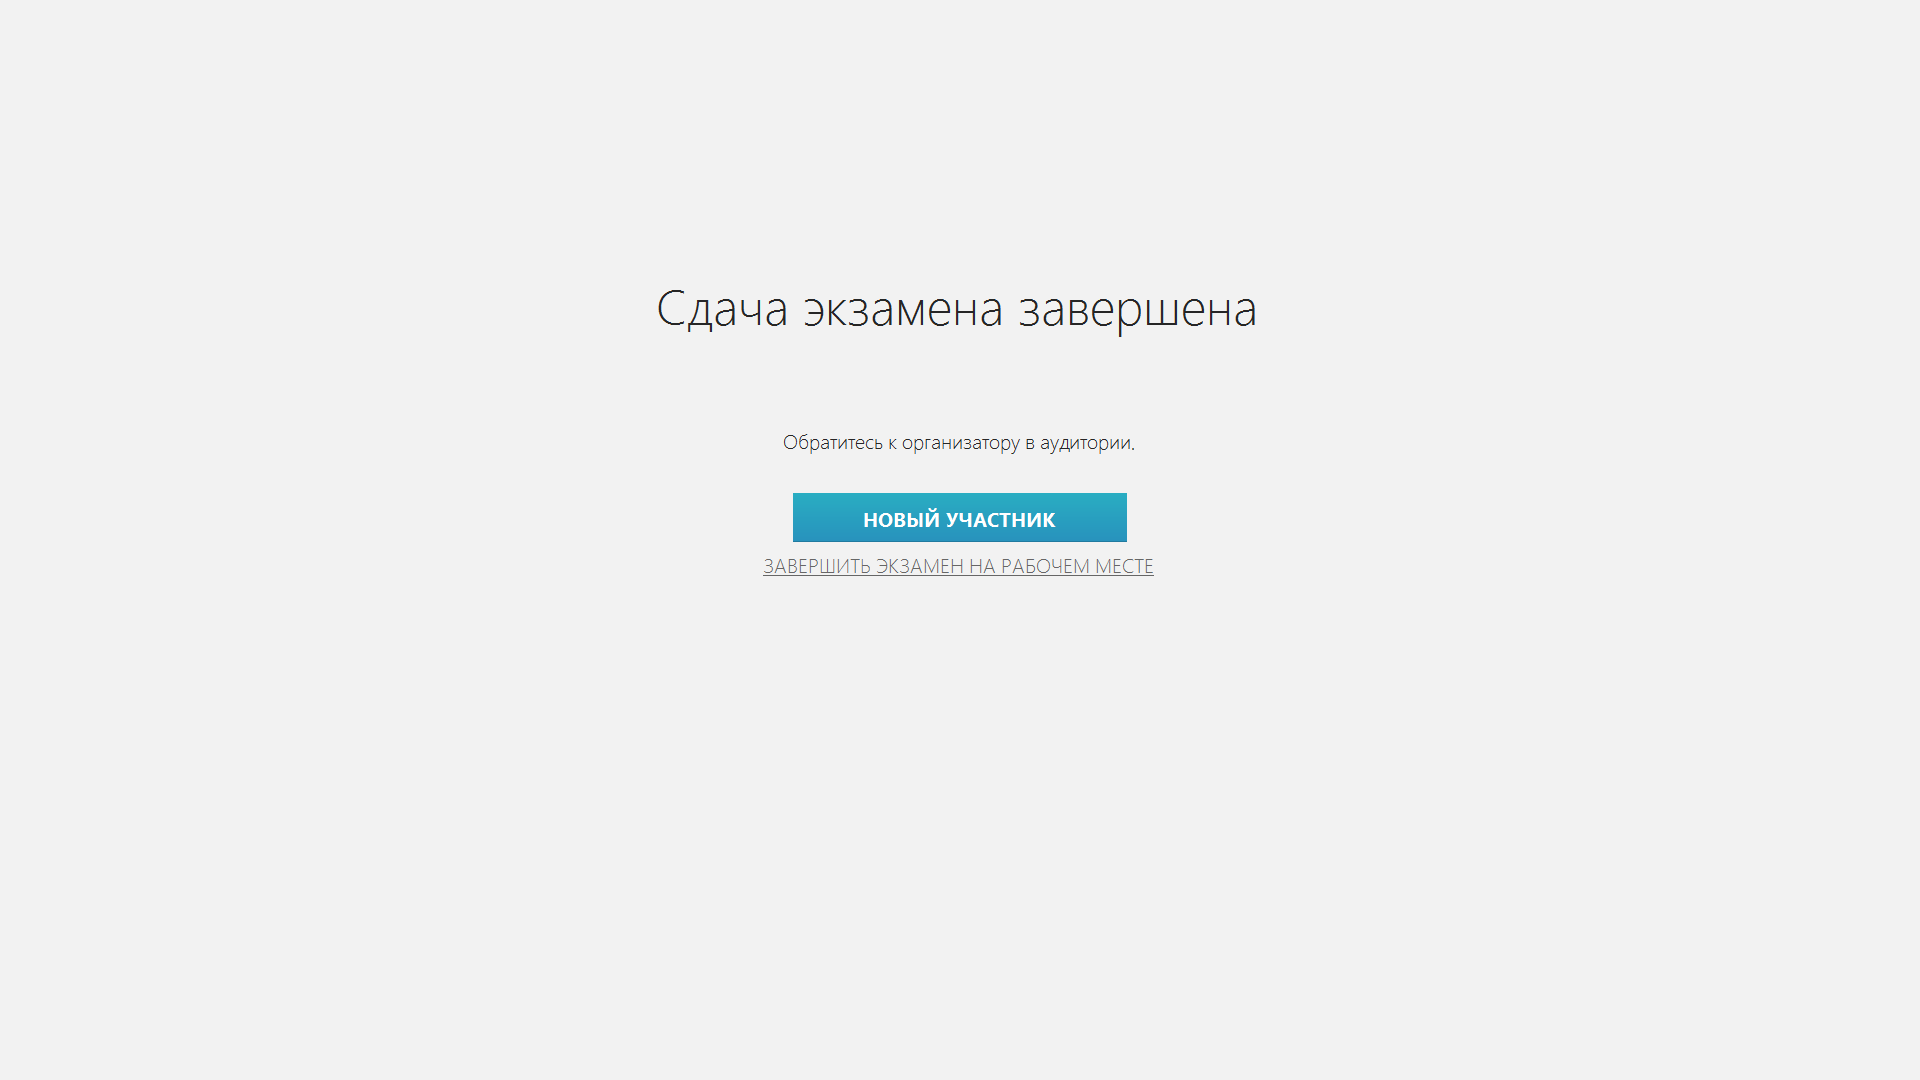 Сдача экзамена завершена
Обратитесь к организатору в аудитории.
НОВЫЙ УЧАСТНИК
ЗАВЕРШИТЬ ЭКЗАМЕН НА РАБОЧЕМ МЕСТЕ